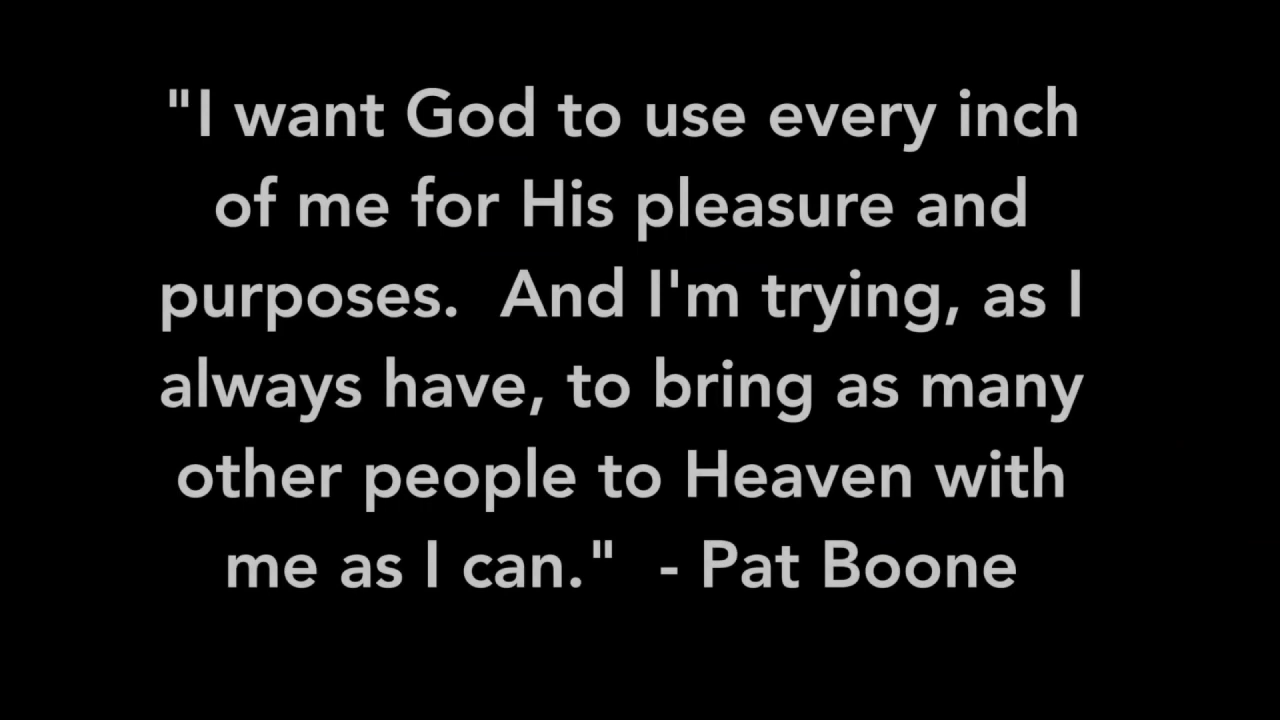 "I want God to use every inch
of me for His pleasure and
purposes.  And I'm trying, as I
always have, to bring as many
other people to Heaven with
me as I can."  - Pat Boone